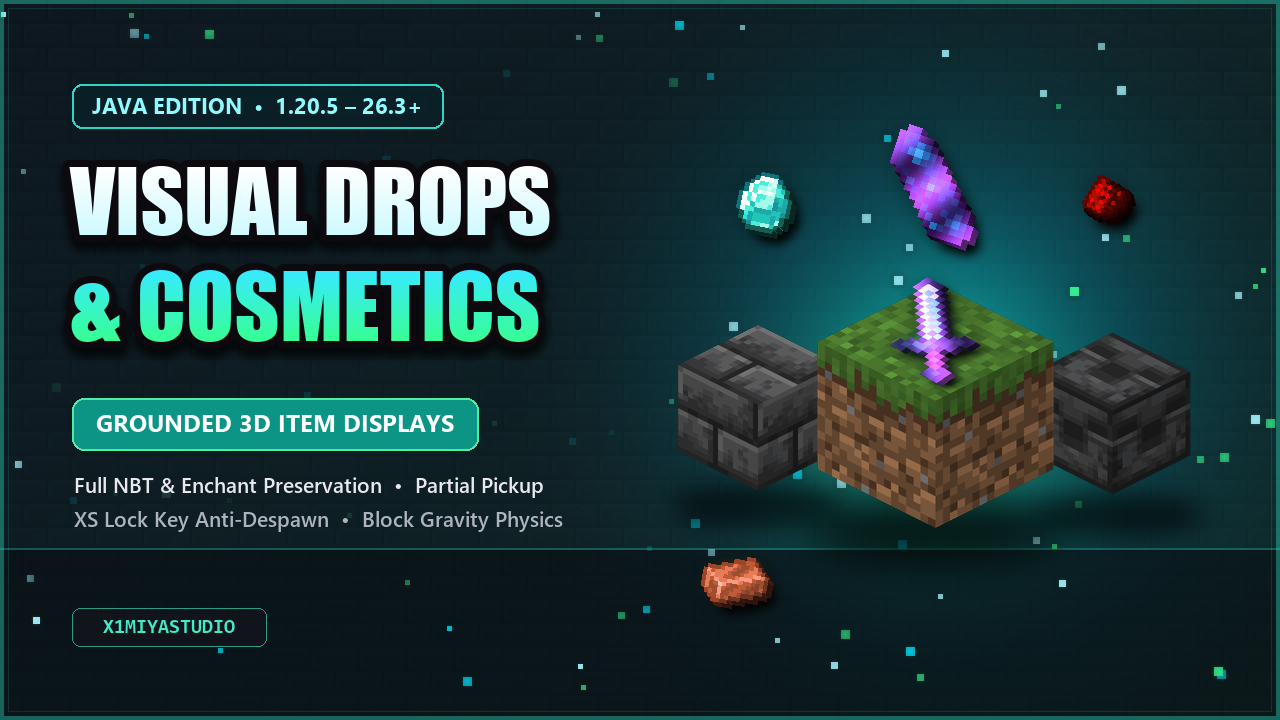 JAVA EDITION • 1.20.5 – 26.3+
VISUAL DROPS
& COSMETICS
GROUNDED 3D ITEM DISPLAYS
Full NBT & Enchant Preservation • Partial Pickup
XS Lock Key Anti-Despawn • Block Gravity Physics
X1MIYASTUDIO